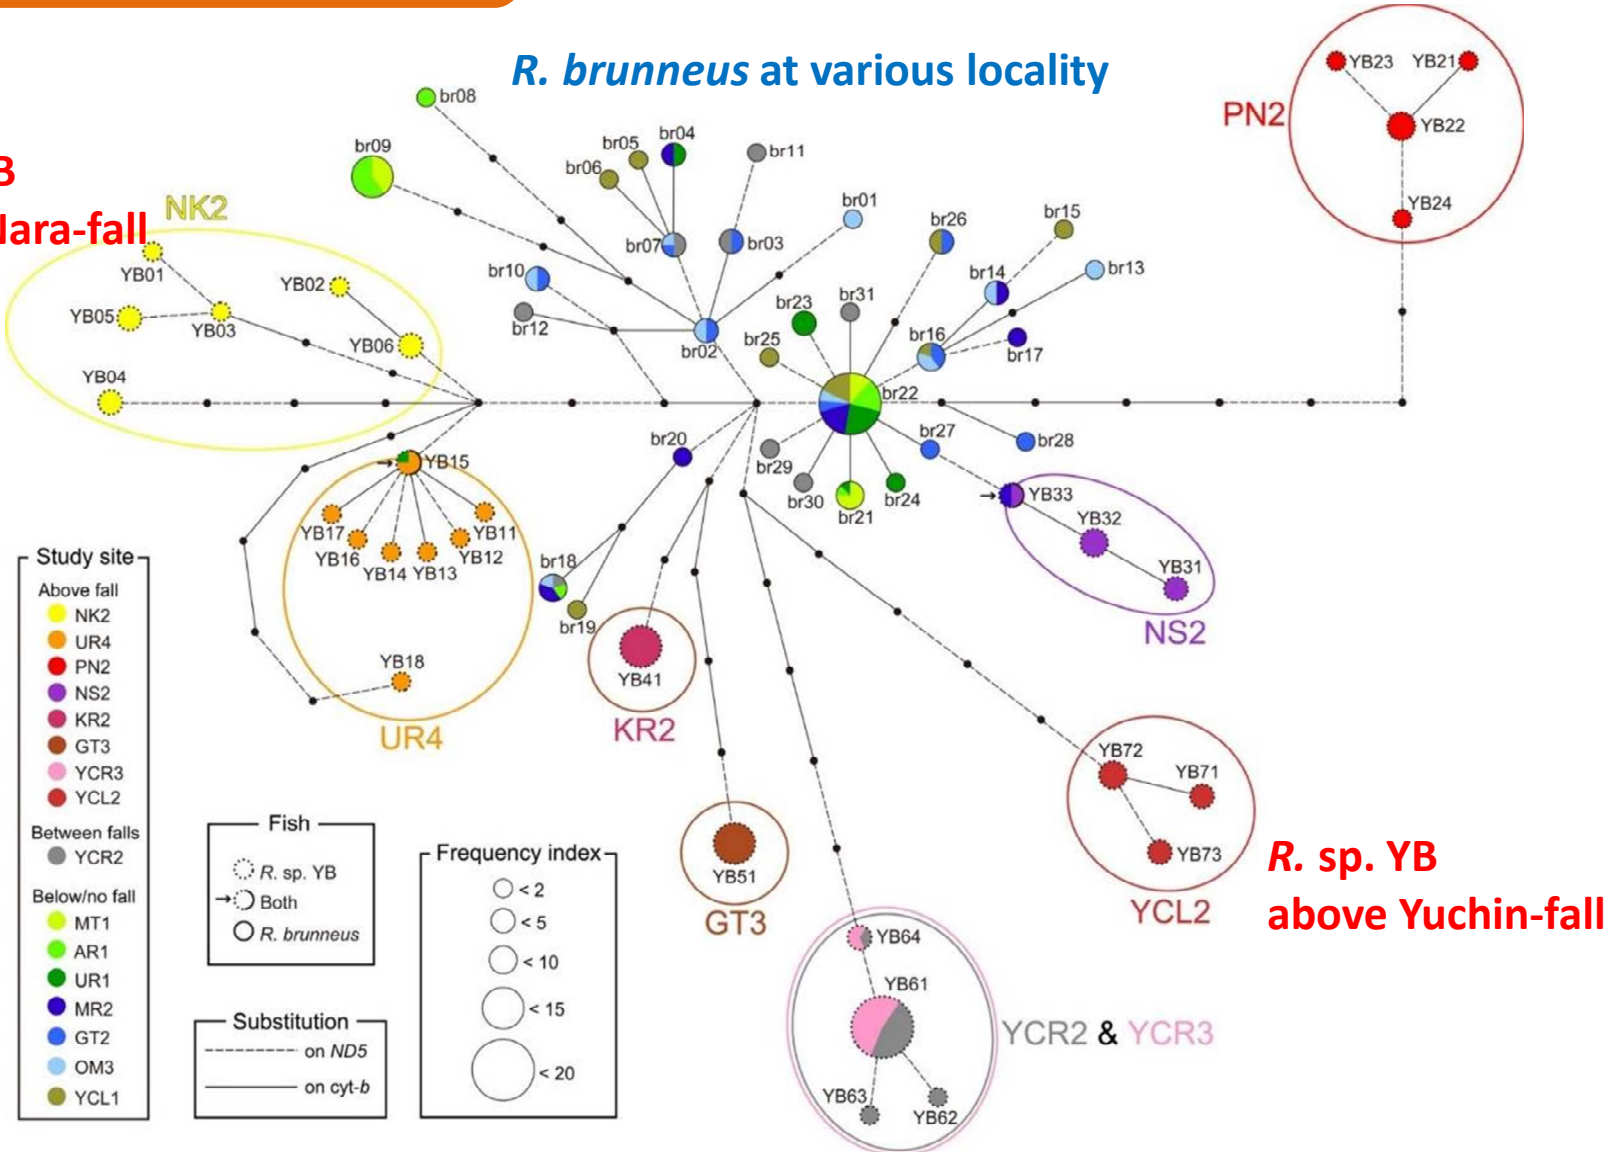 R. brunneus at various locality
B
Nara-fall
NK2
PN2
YB23
YB21
YB22
YB24
br08
br09
br05
br04
br06
br11
br01
br07
br03
br10
br12
br02
br26
br15
br14
br13
br23
br31
br25
br16
br17
br22
YB01
YB02
YB05
YB03
YB06
YB04
br20
br29
br27
br28
br30
br21
br24
YB15
YB17
YB16
YB14
YB13
YB12
YB11
YB18
UR4
br18
br19
YB33
YB32
YB31
NS2
YB41
KR2
YB51
GT3
YB72
YB71
YB73
YCL2
R. sp. YB
above Yuchin-fall
YB64
YB61
YB63
YB62
YCR2 & YCR3
Study site
Above fall
NK2
UR4
PN2
NS2
KR2
GT3
YCR3
YCL2
Between falls
YCR2
Below/no fall
MT1
AR1
UR1
MR2
GT2
OM3
YCL1
Fish
R. sp. YB
Both
R. brunneus
Substitution
on ND5
on cyt-b
Frequency index
< 2
< 5
< 10
< 15
< 20